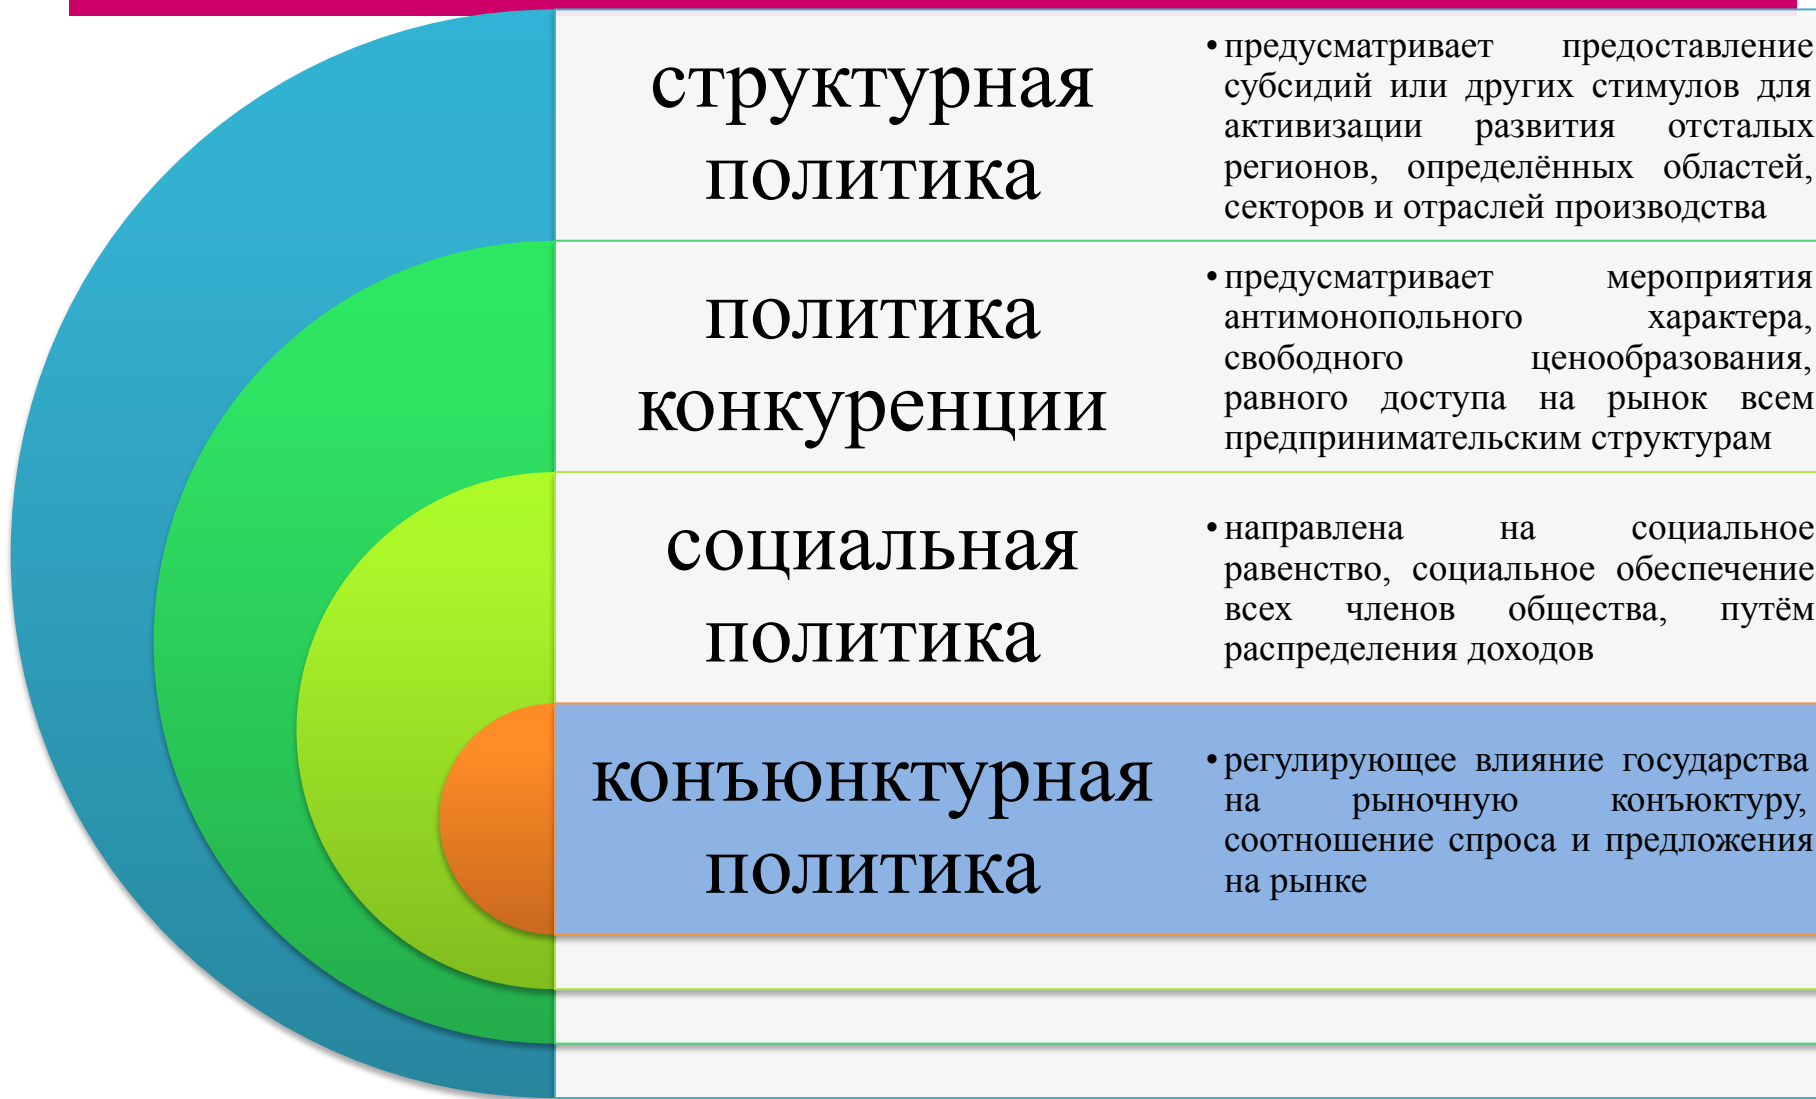 структурная
политика
• предусматривает предоставление
субсидий или других стимулов для
активизации развития отсталых
регионов, определённых областей,
секторов и отраслей производства
политика
конкуренции
• предусматривает мероприятия
антимонопольного характера,
свободного ценообразования,
равного доступа на рынок всем
предпринимательским структурам
социальная
политика
• направлена на социальное
равенство, социальное обеспечение
всех членов общества, путём
распределения доходов
конъюнктурная
политика
• регулирующее влияние государства
на рыночную конъюктуру,
соотношение спроса и предложения
на рынке